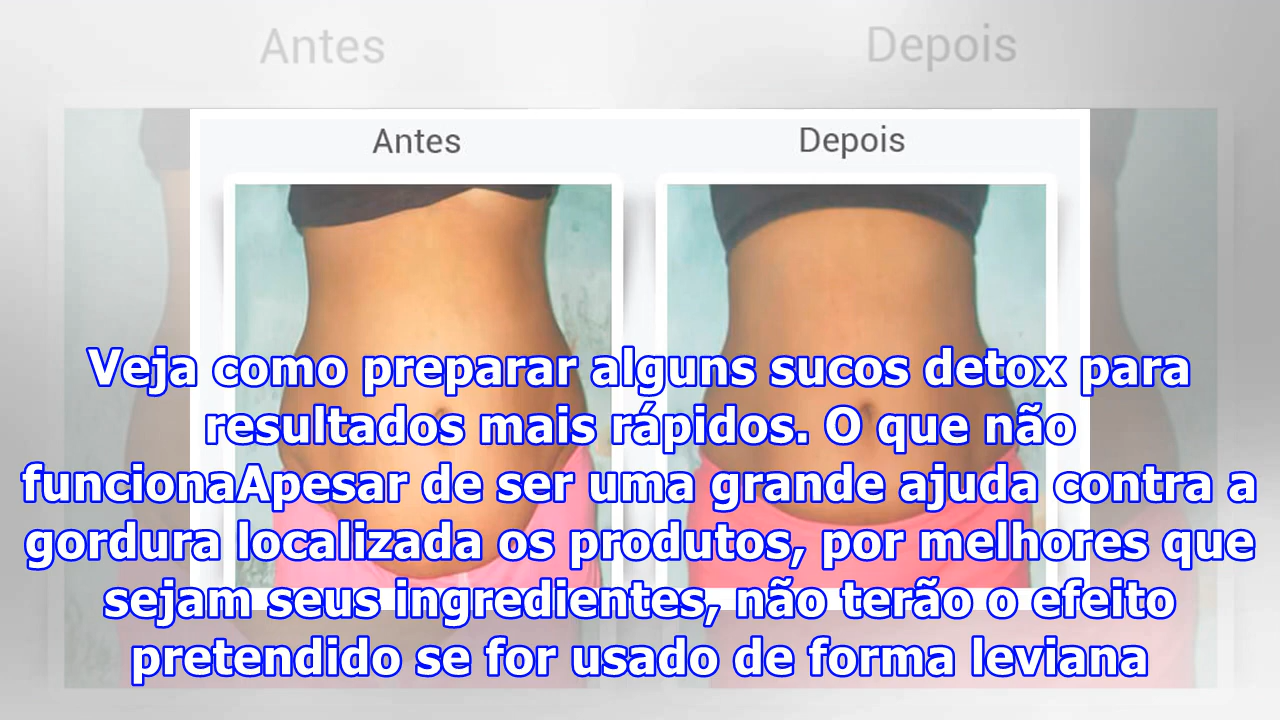 Antes Depois
Antes Depois
Veja como preparar alguns sucos detox para
resultados mais rápidos. O que não
funcionaApesar de ser uma grande ajuda contra a
gordura localizada os produtos, por melhores que
sejam seus ingredientes, não terão o efeito
pretendido se for usado de forma leviana